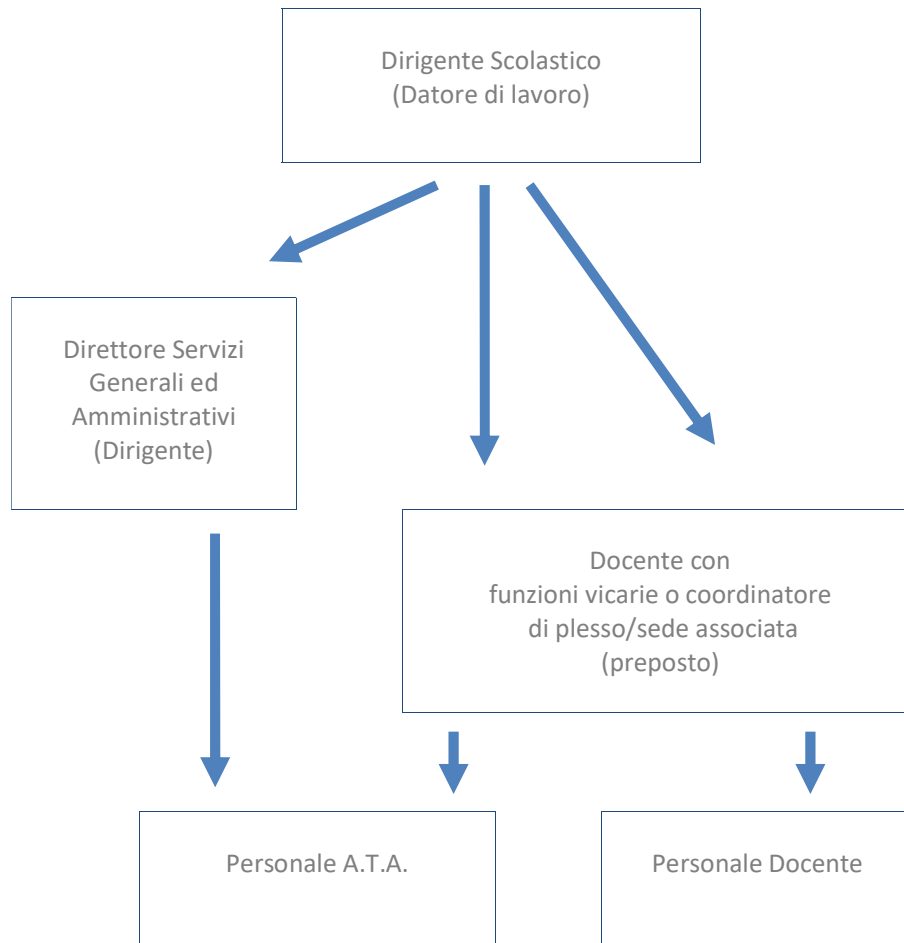 Dirigente Scolastico
(Datore di lavoro)
Direttore Servizi
Generali ed
Amministrativi
(Dirigente)
Docente con
funzioni vicarie o coordinatore
di plesso/sede associata
(preposto)
Personale A.T.A.
Personale Docente